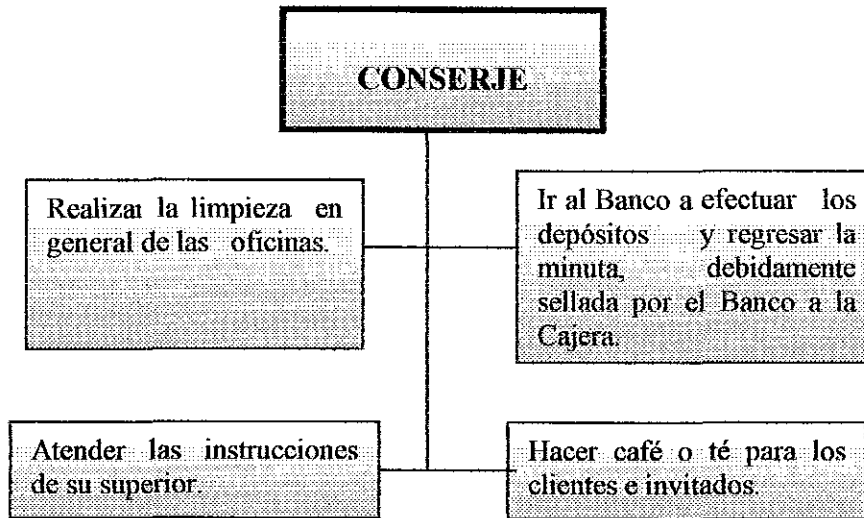 CONSERJE
Realizar la limpieza en
general de las oficinas.
Ir al Banco a efectuar los
depósitos y regresar la
minuta, debidamente
sellada por el Banco a la
Cajera.
Atender las instrucciones
de su superior.
Hacer café o té para los
clientes e invitados.